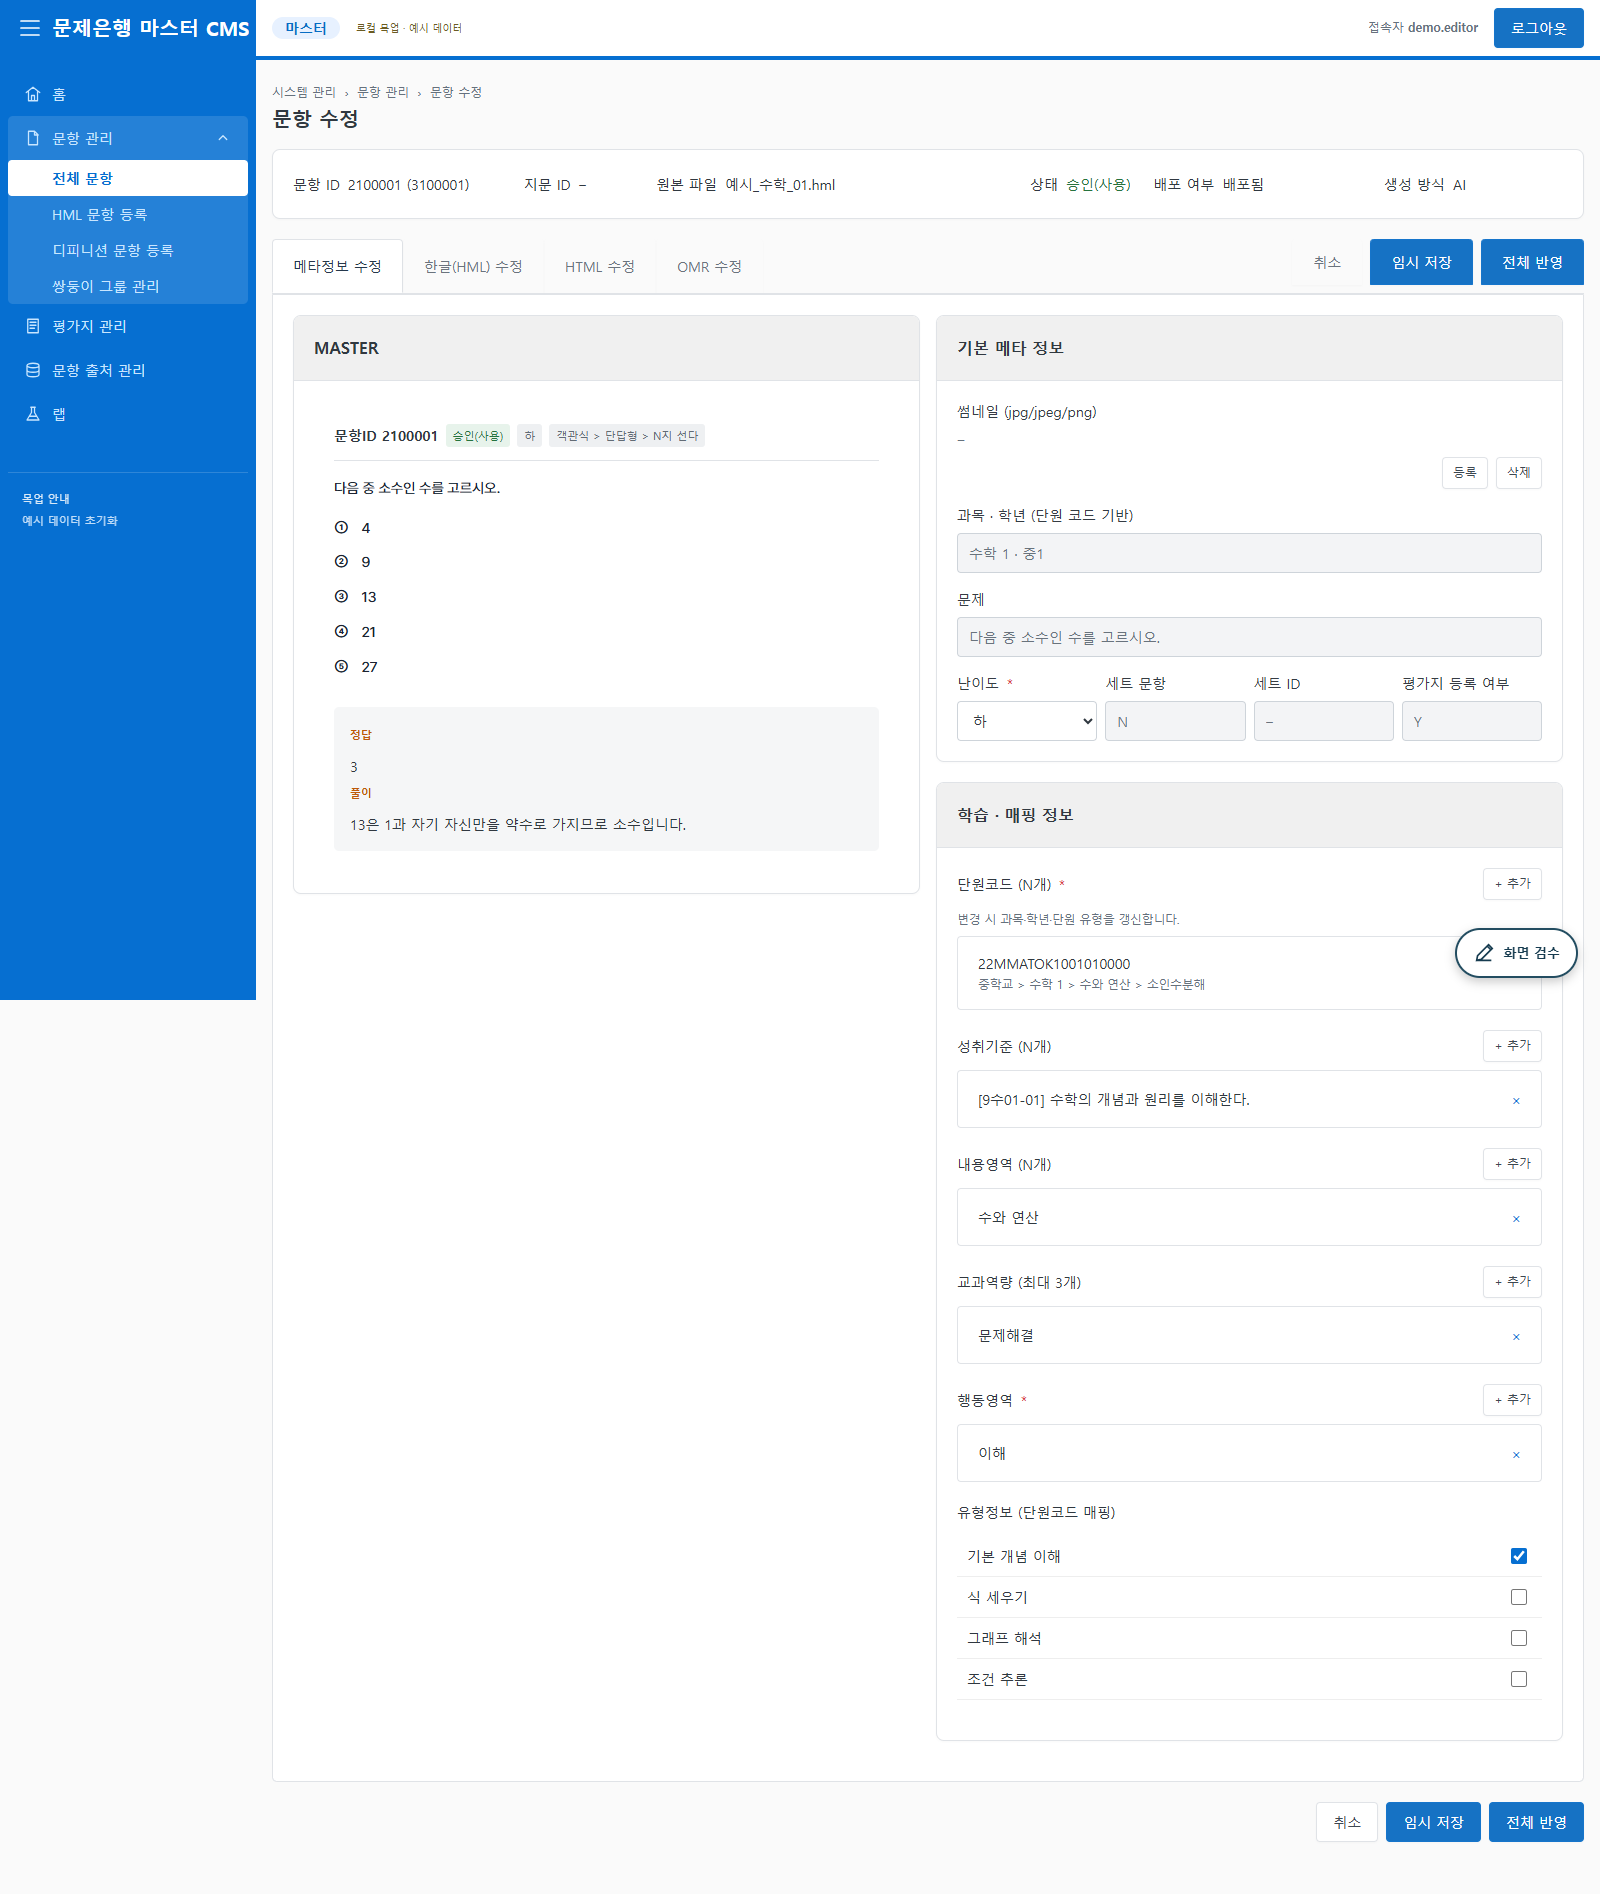 문제은행 마스터 CMS
마스터
로컬 목업 · 예시 데이터
접속자 demo.editor
로그아웃
홈
문항 관리
전체 문항
HML 문항 등록
디피니션 문항 등록
쌍둥이 그룹 관리
평가지 관리
문항 출처 관리
랩
목업 안내
예시 데이터 초기화
시스템 관리 › 문항 관리 › 문항 수정
문항 수정
문항 ID 2100001 (3100001)
지문 ID –
원본 파일 예시_수학_01.hml
상태 승인(사용)
배포 여부 배포됨
생성 방식 AI
메타정보 수정
한글(HML) 수정
HTML 수정
OMR 수정
취소
임시 저장
전체 반영
MASTER
문항ID 2100001 승인(사용) 하 객관식 > 단답형 > N지 선다
다음 중 소수인 수를 고르시오.
① 4
② 9
③ 13
④ 21
⑤ 27
정답
3
풀이
13은 1과 자기 자신만을 약수로 가지므로 소수입니다.
기본 메타 정보
썸네일 (jpg/jpeg/png)
–
등록
삭제
과목 · 학년 (단원 코드 기반)
수학 1 · 중1
문제
다음 중 소수인 수를 고르시오.
난이도 *
세트 문항
세트 ID
평가지 등록 여부
하
N
–
Y
학습 · 매핑 정보
단원코드 (N개) *
+ 추가
변경 시 과목·학년·단원 유형을 갱신합니다.
22MMATOK1001010000
중학교 > 수학 1 > 수와 연산 > 소인수분해
화면 검수
성취기준 (N개)
+ 추가
[9수01-01] 수학의 개념과 원리를 이해한다.
×
내용영역 (N개)
+ 추가
수와 연산
×
교과역량 (최대 3개)
+ 추가
문제해결
×
행동영역 *
+ 추가
이해
×
유형정보 (단원코드 매핑)
기본 개념 이해
식 세우기
그래프 해석
조건 추론
취소
임시 저장
전체 반영